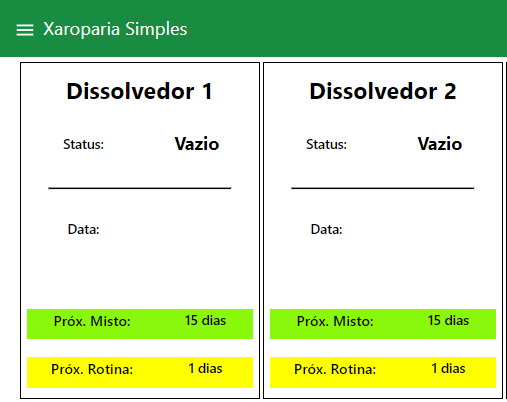 Xaroparia Simples
Dissolvedor 1
Status: Vazio
Data:
Próx. Misto: 15 dias
Próx. Rotina: 1 dias
Dissolvedor 2
Status: Vazio
Data:
Próx. Misto: 15 dias
Próx. Rotina: 1 dias